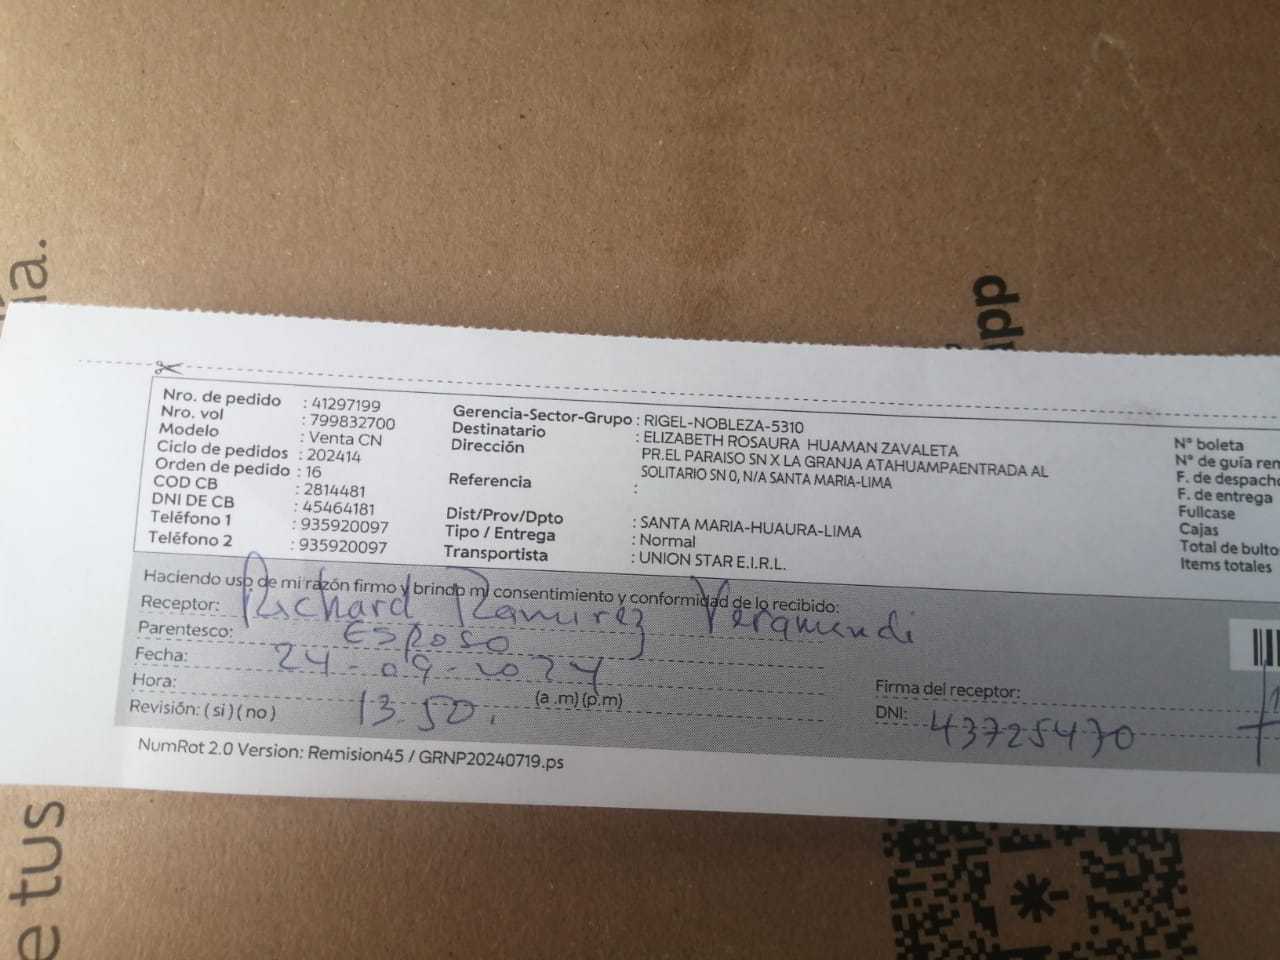 a.
app
Nro. de pedido : 41297199
Nro. vol : 799832700
Modelo : Venta CN
Ciclo de pedidos : 202414
Orden de pedido : 16
COD CB : 2814481
DNI DE CB : 45464181
Teléfono 1 : 935920097
Teléfono 2 : 935920097
Gerencia-Sector-Grupo : RIGEL-NOBLEZA-5310
Destinatario : ELIZABETH ROSAURA HUAMAN ZAVALETA
Dirección PR.EL PARAISO SN X LA GRANJA ATAHUAMPAENTRADA AL
SOLITARIO SN 0, N/A SANTA MARIA-LIMA
Referencia :
Dist/Prov/Dpto : SANTA MARIA-HUAURA-LIMA
Tipo / Entrega : Normal
Transportista : UNION STAR E.I.R.L.
N° boleta
N° de guía rem
F. de despacho
F. de entrega
Fullcase
Cajas
Total de bulto
Items totales
Haciendo uso de mi razón firmo y brindo mi consentimiento y conformidad de lo recibido:
Receptor: Richard Ramirez Veramendi
Parentesco: Esposo
Fecha: 24-09-2024
Hora: 13.50. (a .m) (p.m)
Revisión: ( si ) ( no )
Firma del receptor:
DNI: 43725470
NumRot 2.0 Version: Remision45 / GRNP20240719.ps
e tus